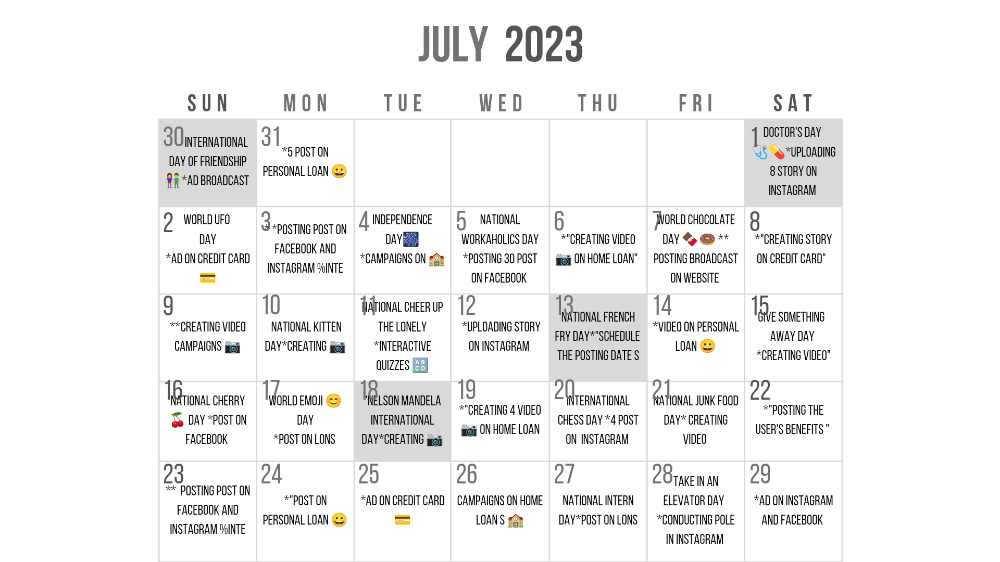 JULY 2023
SUN MON TUE WED THU FRI SAT
30
INTERNATIONAL
DAY OF FRIENDSHIP
👫*AD BROADCAST
31
*5 POST ON
PERSONAL LOAN 😀
1
DOCTOR'S DAY
🩺💊*UPLOADING
8 STORY ON
INSTAGRAM
2
WORLD UFO
DAY
*AD ON CREDIT CARD
💳
3
* *POSTING POST ON
FACEBOOK AND
INSTAGRAM %INTE
4
INDEPENDENCE
DAY🎆
*CAMPAIGNS ON 🏫
5
NATIONAL
WORKAHOLICS DAY
*POSTING 30 POST
ON FACEBOOK
6
*"CREATING VIDEO
📷 ON HOME LOAN"
7
WORLD CHOCOLATE
DAY 🍫🍩 **
POSTING BROADCAST
ON WEBSITE
8
*"CREATING STORY
ON CREDIT CARD"
9
**CREATING VIDEO
CAMPAIGNS 📷
10
NATIONAL KITTEN
DAY*CREATING 📷
11
NATIONAL CHEER UP
THE LONELY
*INTERACTIVE
QUIZZES 🔠
12
*UPLOADING STORY
ON INSTAGRAM
13
NATIONAL FRENCH
FRY DAY*"SCHEDULE
THE POSTING DATE S
14
*VIDEO ON PERSONAL
LOAN 😀
15
GIVE SOMETHING
AWAY DAY
*CREATING VIDEO"
16
NATIONAL CHERRY
🍒 DAY *POST ON
FACEBOOK
17
WORLD EMOJI 😊
DAY
*POST ON LONS
18
"NELSON MANDELA
INTERNATIONAL
DAY*CREATING 📷
19
*"CREATING 4 VIDEO
📷 ON HOME LOAN
20
INTERNATIONAL
CHESS DAY *4 POST
ON INSTAGRAM
21
NATIONAL JUNK FOOD
DAY* CREATING
VIDEO
22
*"POSTING THE
USER'S BENEFITS "
23
** POSTING POST ON
FACEBOOK AND
INSTAGRAM %INTE
24
*"POST ON
PERSONAL LOAN 😀
25
*AD ON CREDIT CARD
💳
26
CAMPAIGNS ON HOME
LOAN S 🏫
27
NATIONAL INTERN
DAY*POST ON LONS
28
TAKE IN AN
ELEVATOR DAY
*CONDUCTING POLE
IN INSTAGRAM
29
*AD ON INSTAGRAM
AND FACEBOOK